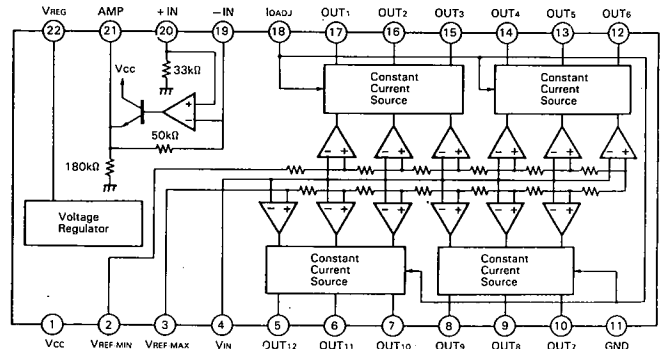 VREG AMP +IN −IN IOADJ OUT1 OUT2 OUT3 OUT4 OUT5 OUT6
22 21 20 19 18 17 16 15 14 13 12
Vcc
33kΩ
+
−
50kΩ
180kΩ
Voltage
Regulator
Constant
Current
Source
Constant
Current
Source
− + − + − + − + − + − +
− + − + − + − + − + − +
Constant
Current
Source
Constant
Current
Source
1 2 3 4 5 6 7 8 9 10 11
VCC VREF·MIN VREF·MAX VIN OUT12 OUT11 OUT10 OUT9 OUT8 OUT7 GND